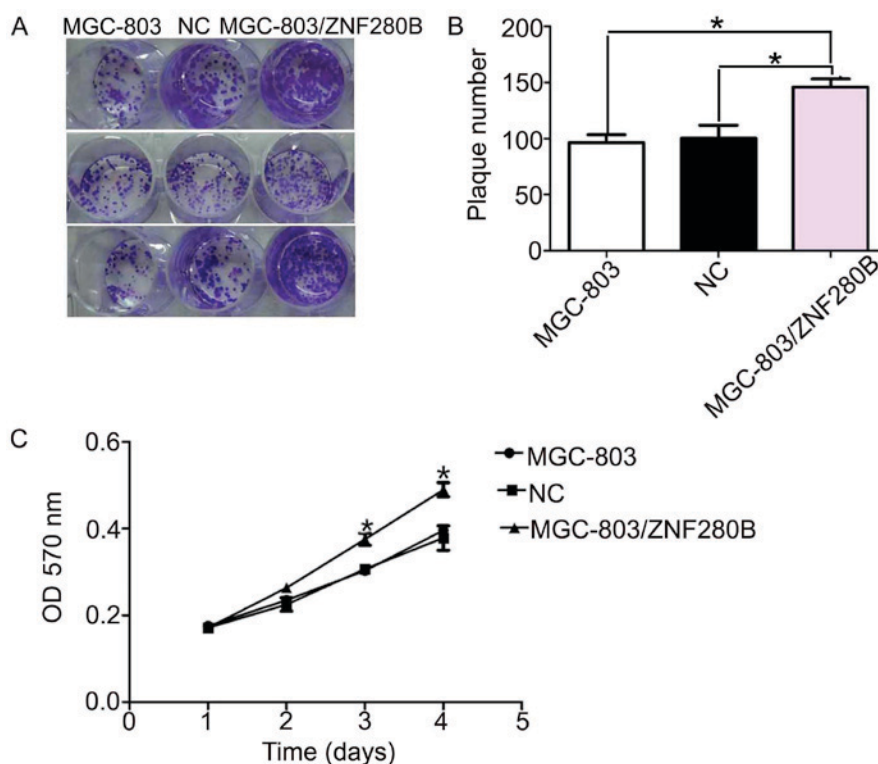 A
MGC-803 NC MGC-803/ZNF280B
B
Plaque number
200
150
100
50
0
*
*
MGC-803
NC
MGC-803/ZNF280B
C
OD 570 nm
0.6
0.4
0.2
0.0
*
*
0 1 2 3 4 5
Time (days)
MGC-803
NC
MGC-803/ZNF280B